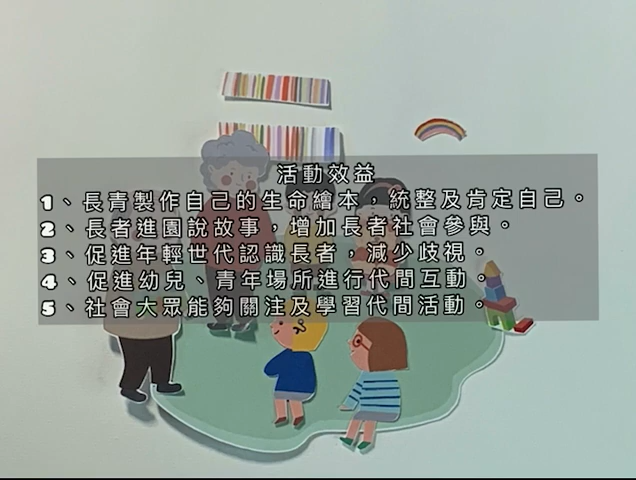 活動效益
1、長青製作自己的生命繪本，統整及肯定自己。
2、長者進園說故事，增加長者社會參與。
3、促進年輕世代認識長者，減少歧視。
4、促進幼兒、青年場所進行代間互動。
5、社會大眾能夠關注及學習代間活動。